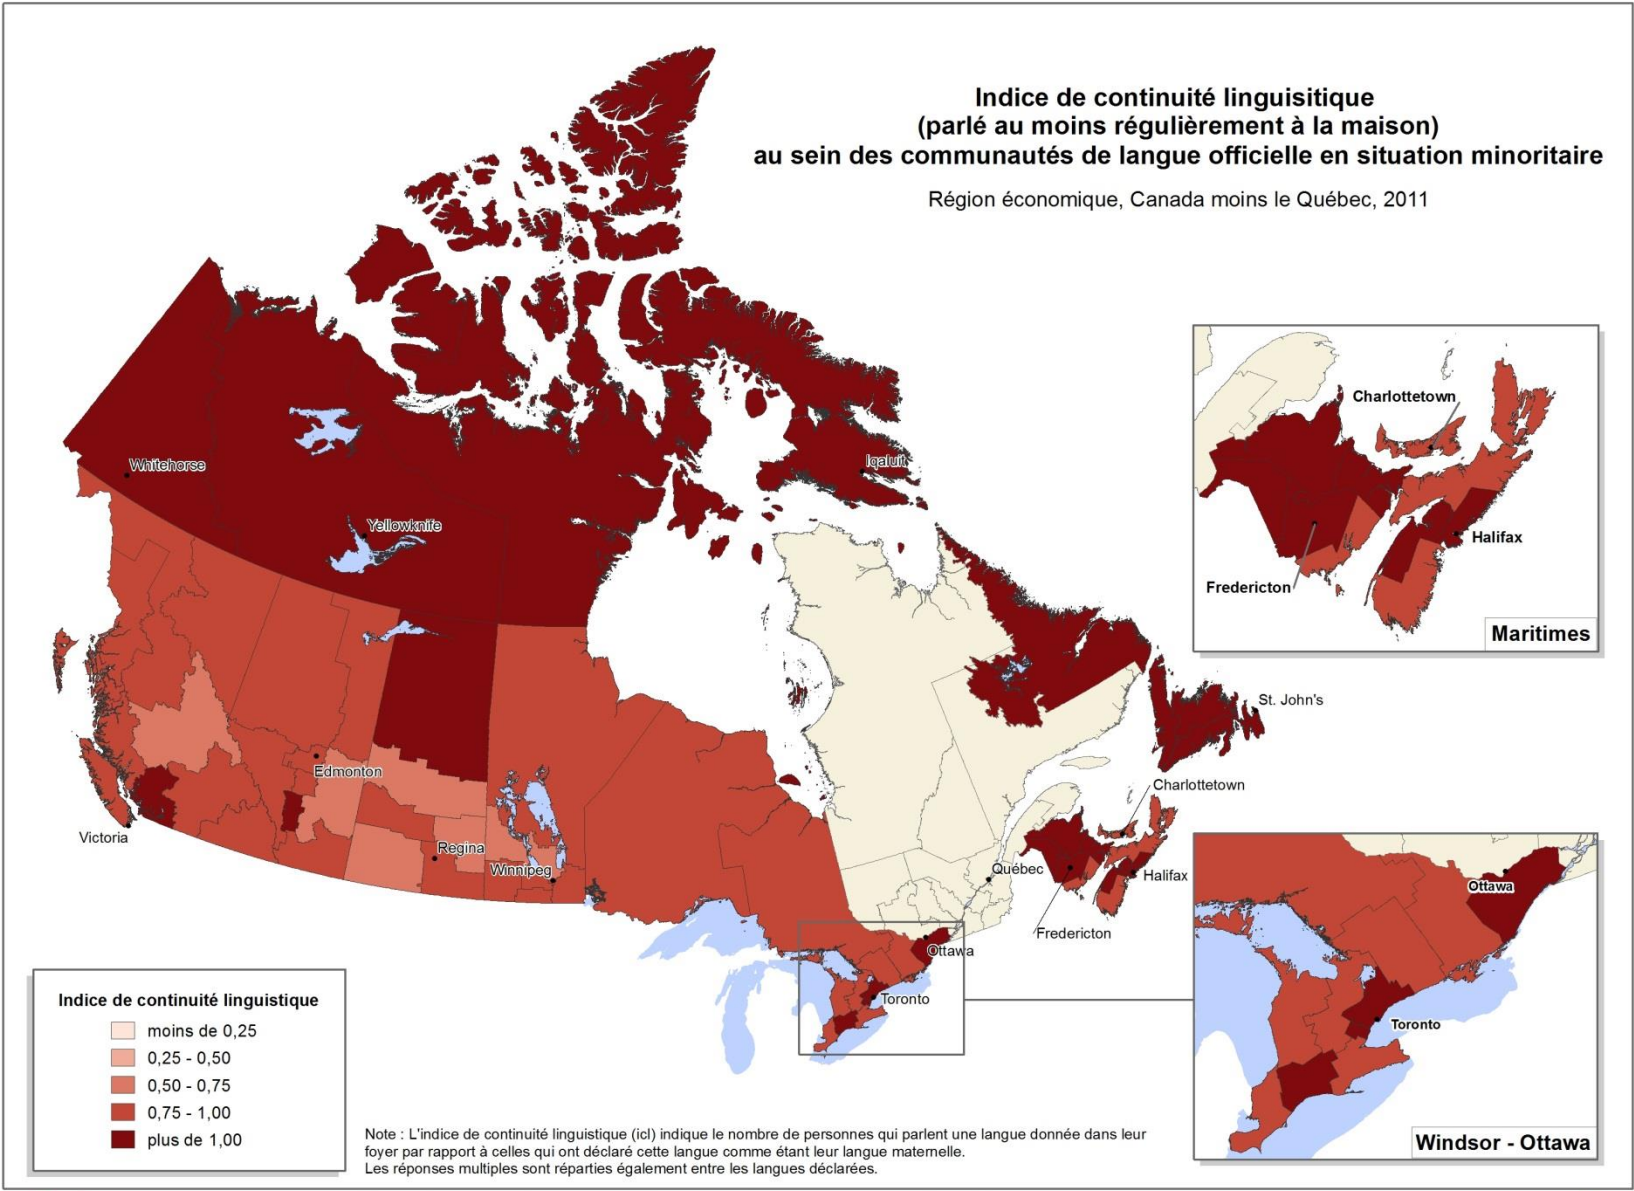 Indice de continuité linguisitique
(parlé au moins régulièrement à la maison)
au sein des communautés de langue officielle en situation minoritaire
Région économique, Canada moins le Québec, 2011
Whitehorse
Yellowknife
Iqaluit
Edmonton
Victoria
Regina
Winnipeg
Québec
St. John's
Charlottetown
Halifax
Fredericton
Ottawa
Toronto
Charlottetown
Halifax
Fredericton
Maritimes
Ottawa
Toronto
Windsor - Ottawa
Indice de continuité linguistique
moins de 0,25
0,25 - 0,50
0,50 - 0,75
0,75 - 1,00
plus de 1,00
Note : L'indice de continuité linguistique (icl) indique le nombre de personnes qui parlent une langue donnée dans leur
foyer par rapport à celles qui ont déclaré cette langue comme étant leur langue maternelle.
Les réponses multiples sont réparties également entre les langues déclarées.